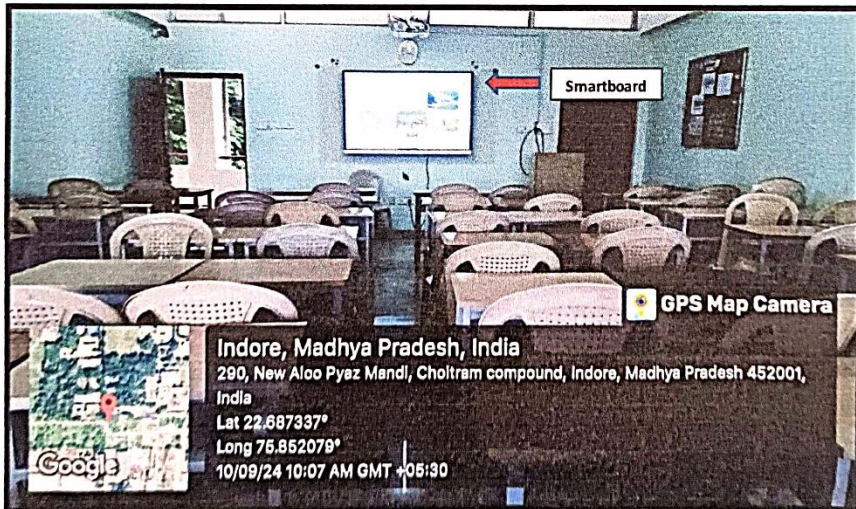 Smartboard
GPS Map Camera
Indore, Madhya Pradesh, India
290, New Aloo Pyaz Mandi, Choitram compound, Indore, Madhya Pradesh 452001,
India
Lat 22.687337°
Long 75.852079°
10/09/24 10:07 AM GMT +05:30
Google